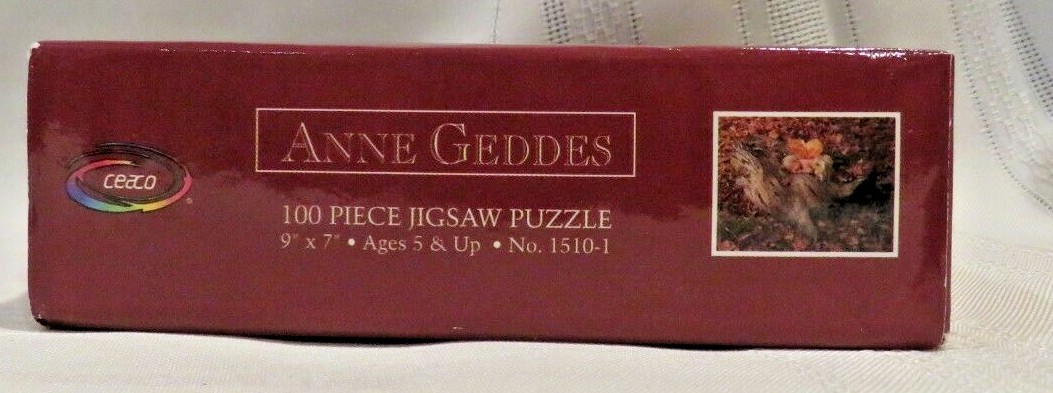 ceaco
®
ANNE GEDDES
100 PIECE JIGSAW PUZZLE
9" x 7" • Ages 5 & Up • No. 1510-1